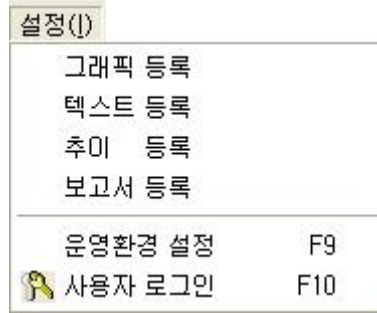 설정(I)
그래픽 등록
텍스트 등록
추이 등록
보고서 등록
운영환경 설정 F9
사용자 로그인 F10